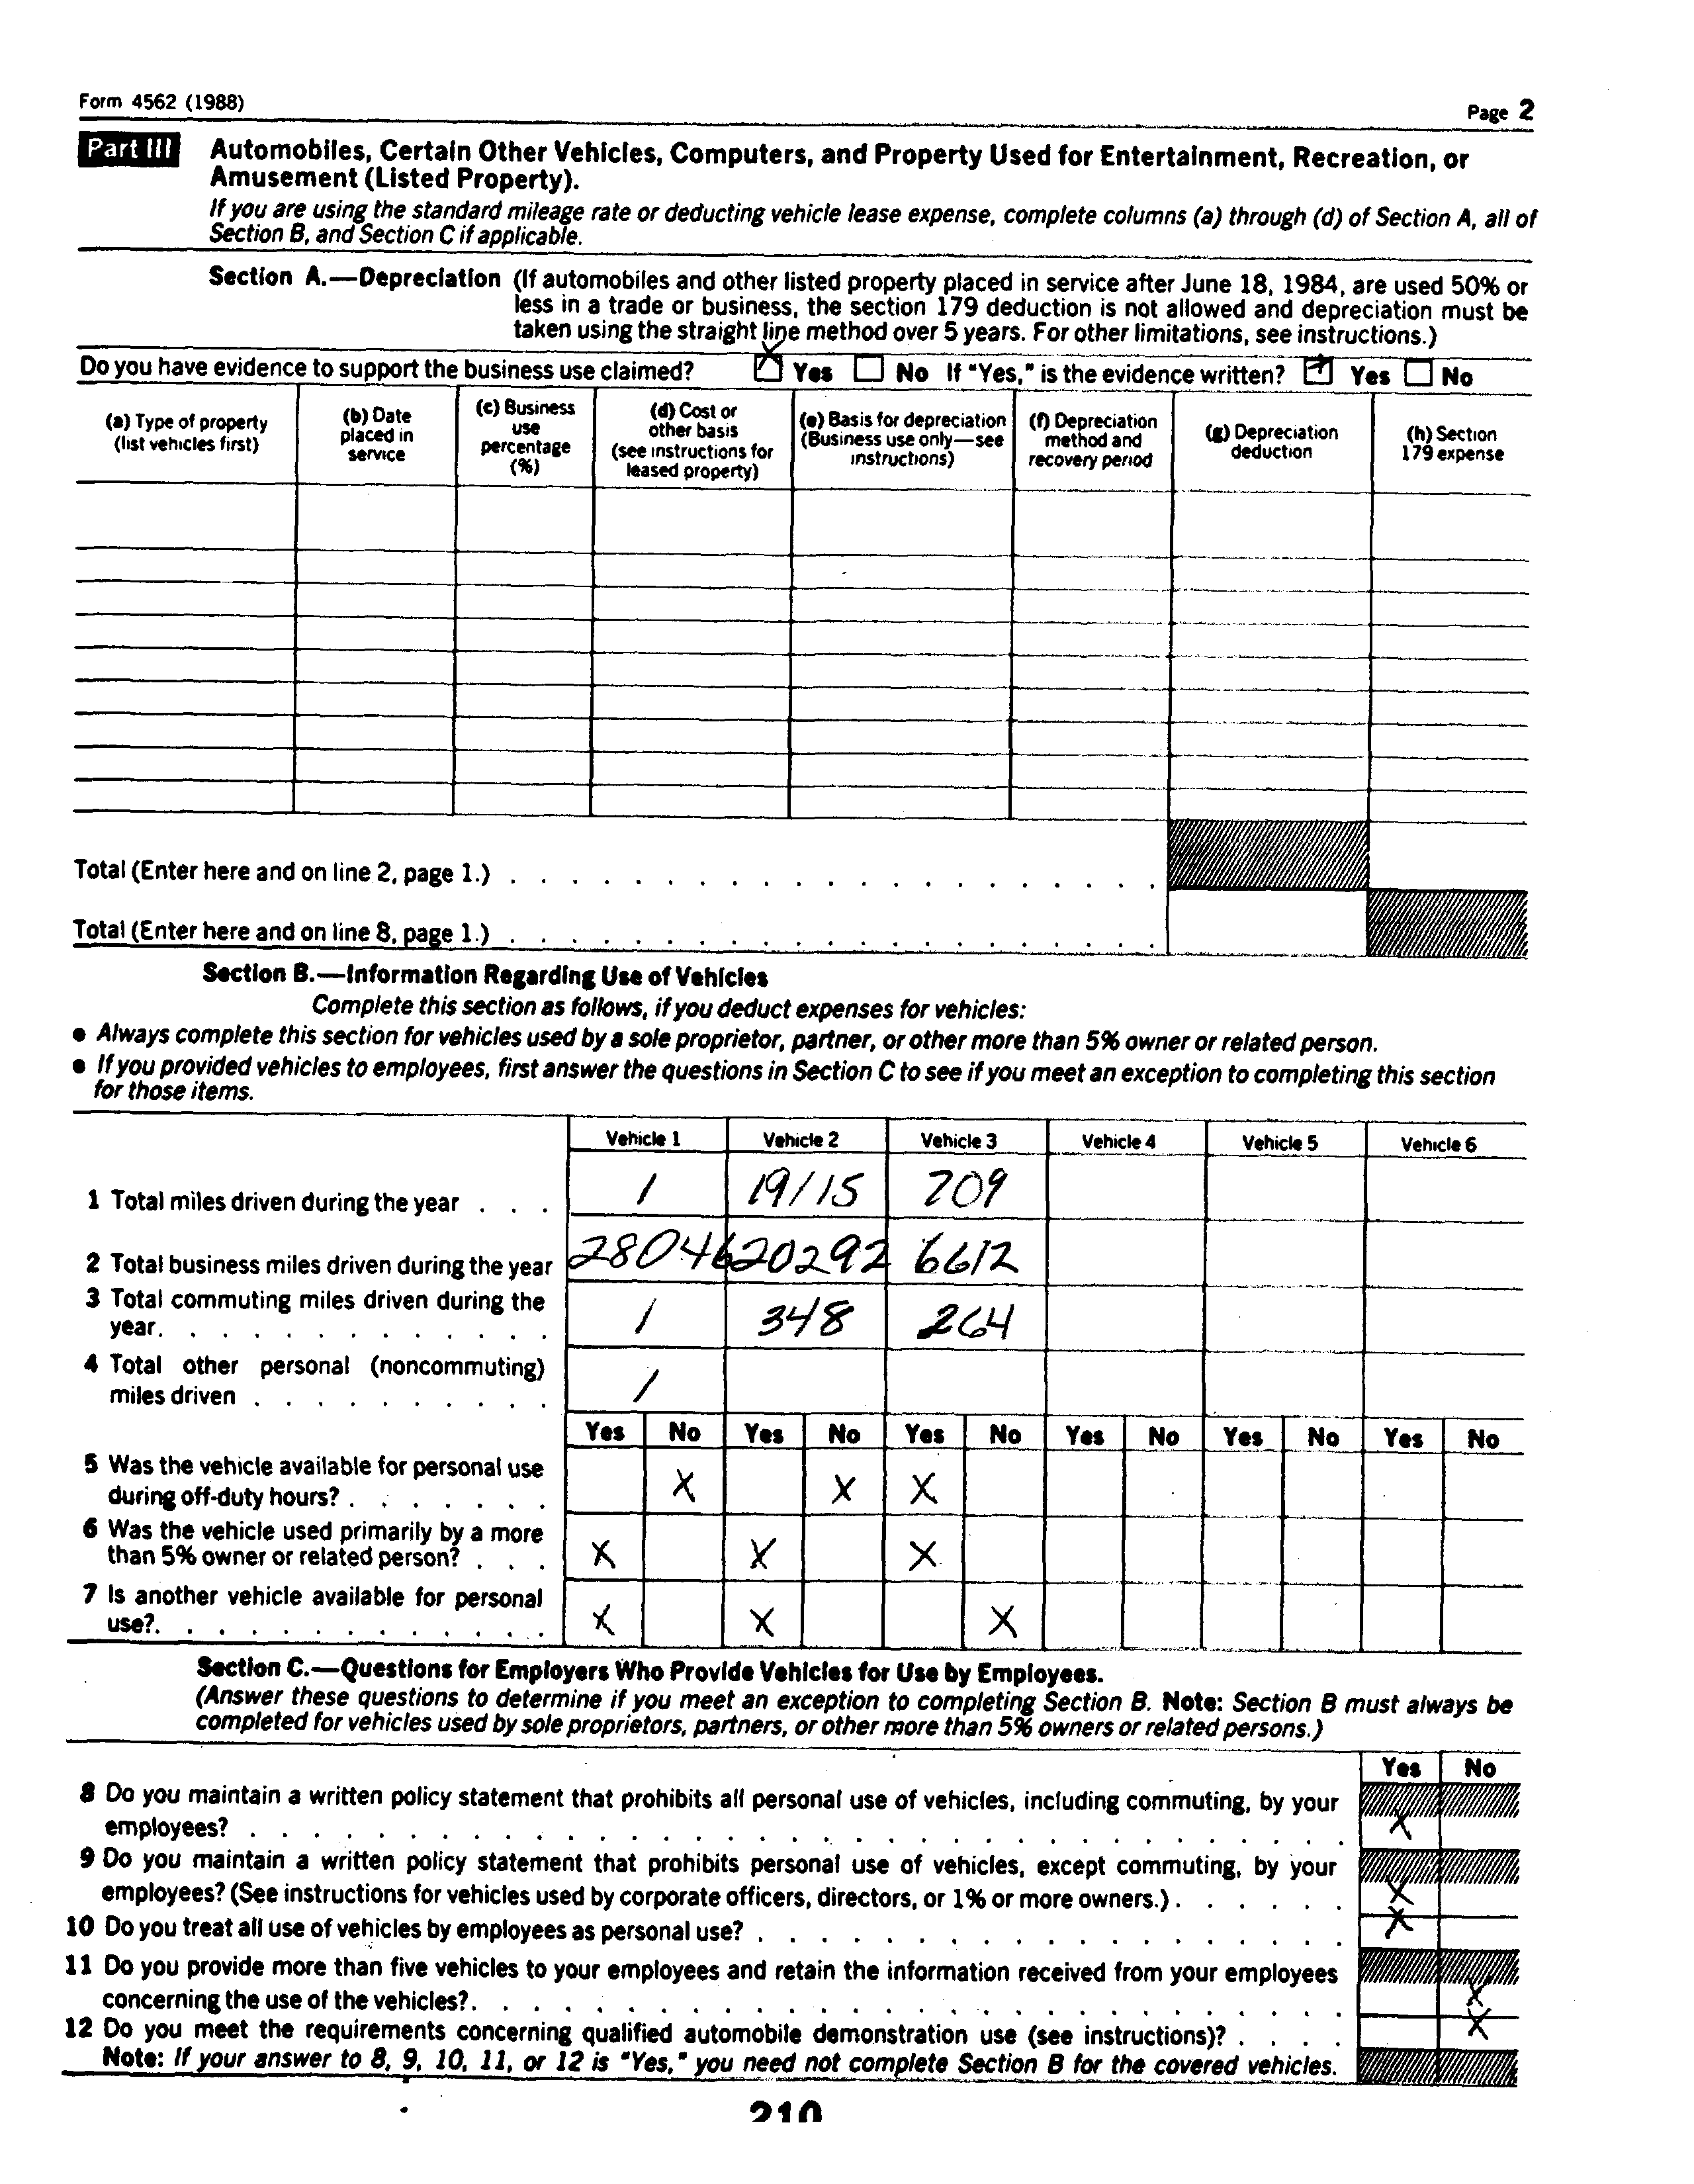 Form 4562 (1988)
Page 2
Part III Automobiles, Certain Other Vehicles, Computers, and Property Used for Entertainment, Recreation, or
Amusement (Listed Property).
If you are using the standard mileage rate or deducting vehicle lease expense, complete columns (a) through (d) of Section A, all of
Section B, and Section C if applicable.
Section A.—Depreciation (If automobiles and other listed property placed in service after June 18, 1984, are used 50% or
less in a trade or business, the section 179 deduction is not allowed and depreciation must be
taken using the straight line method over 5 years. For other limitations, see instructions.)
Do you have evidence to support the business use claimed? X Yes No If "Yes," is the evidence written? Yes No
(a) Type of property
(list vehicles first)
(b) Date
placed in
service
(c) Business
use
percentage
(%)
(d) Cost or
other basis
(see instructions for
leased property)
(e) Basis for depreciation
(Business use only—see
instructions)
(f) Depreciation
method and
recovery period
(g) Depreciation
deduction
(h) Section
179 expense
Total (Enter here and on line 2, page 1.)
Total (Enter here and on line 8, page 1.)
Section B.—Information Regarding Use of Vehicles
Complete this section as follows, if you deduct expenses for vehicles:
● Always complete this section for vehicles used by a sole proprietor, partner, or other more than 5% owner or related person.
● If you provided vehicles to employees, first answer the questions in Section C to see if you meet an exception to completing this section
for those items.
Vehicle 1 Vehicle 2 Vehicle 3 Vehicle 4 Vehicle 5 Vehicle 6
1 Total miles driven during the year . . . / 19/15 709
2 Total business miles driven during the year 28046 20292 6612
3 Total commuting miles driven during the
year. . . . . . . . . . . . . / 348 264
4 Total other personal (noncommuting)
miles driven . . . . . . . . . . /
Yes No Yes No Yes No Yes No Yes No Yes No
5 Was the vehicle available for personal use
during off-duty hours? . . . . . . . X X X
6 Was the vehicle used primarily by a more
than 5% owner or related person? . . . X X X
7 Is another vehicle available for personal
use?. . . . . . . . . . . . . X X X
Section C.—Questions for Employers Who Provide Vehicles for Use by Employees.
(Answer these questions to determine if you meet an exception to completing Section B. Note: Section B must always be
completed for vehicles used by sole proprietors, partners, or other more than 5% owners or related persons.)
Yes No
8 Do you maintain a written policy statement that prohibits all personal use of vehicles, including commuting, by your
employees? X
9 Do you maintain a written policy statement that prohibits personal use of vehicles, except commuting, by your
employees? (See instructions for vehicles used by corporate officers, directors, or 1% or more owners.) . . . . . . X
10 Do you treat all use of vehicles by employees as personal use? X
11 Do you provide more than five vehicles to your employees and retain the information received from your employees
concerning the use of the vehicles?. X
12 Do you meet the requirements concerning qualified automobile demonstration use (see instructions)? . . . . X
Note: If your answer to 8, 9, 10, 11, or 12 is "Yes," you need not complete Section B for the covered vehicles.
210